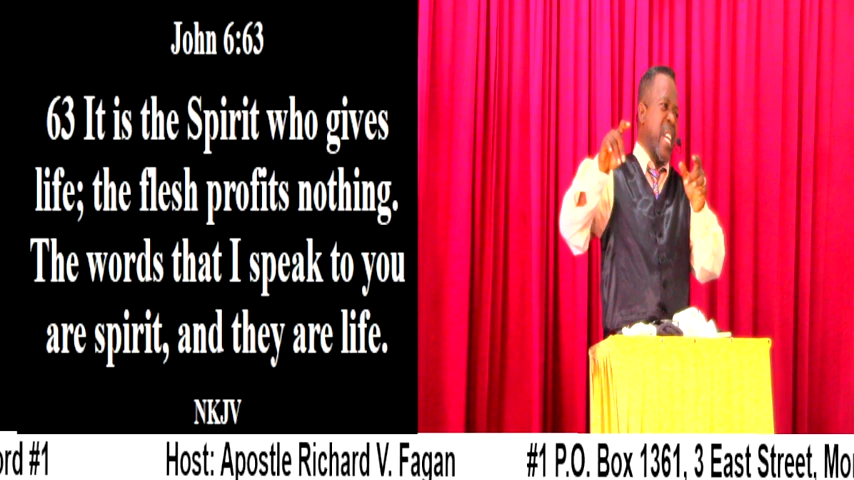 John 6:63
63 It is the Spirit who gives
life; the flesh profits nothing.
The words that I speak to you
are spirit, and they are life.
NKJV
#1 Host: Apostle Richard V. Fagan #1 P.O. Box 1361, 3 East Street,